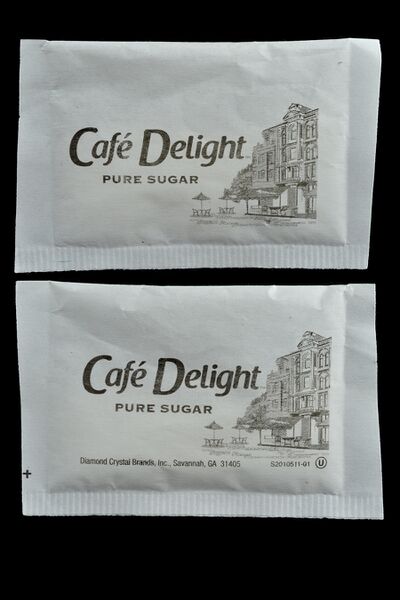 Café Delight
PURE SUGAR
Café Delight
PURE SUGAR
Diamond Crystal Brands, Inc., Savannah, GA 31405 S2010511-01 U